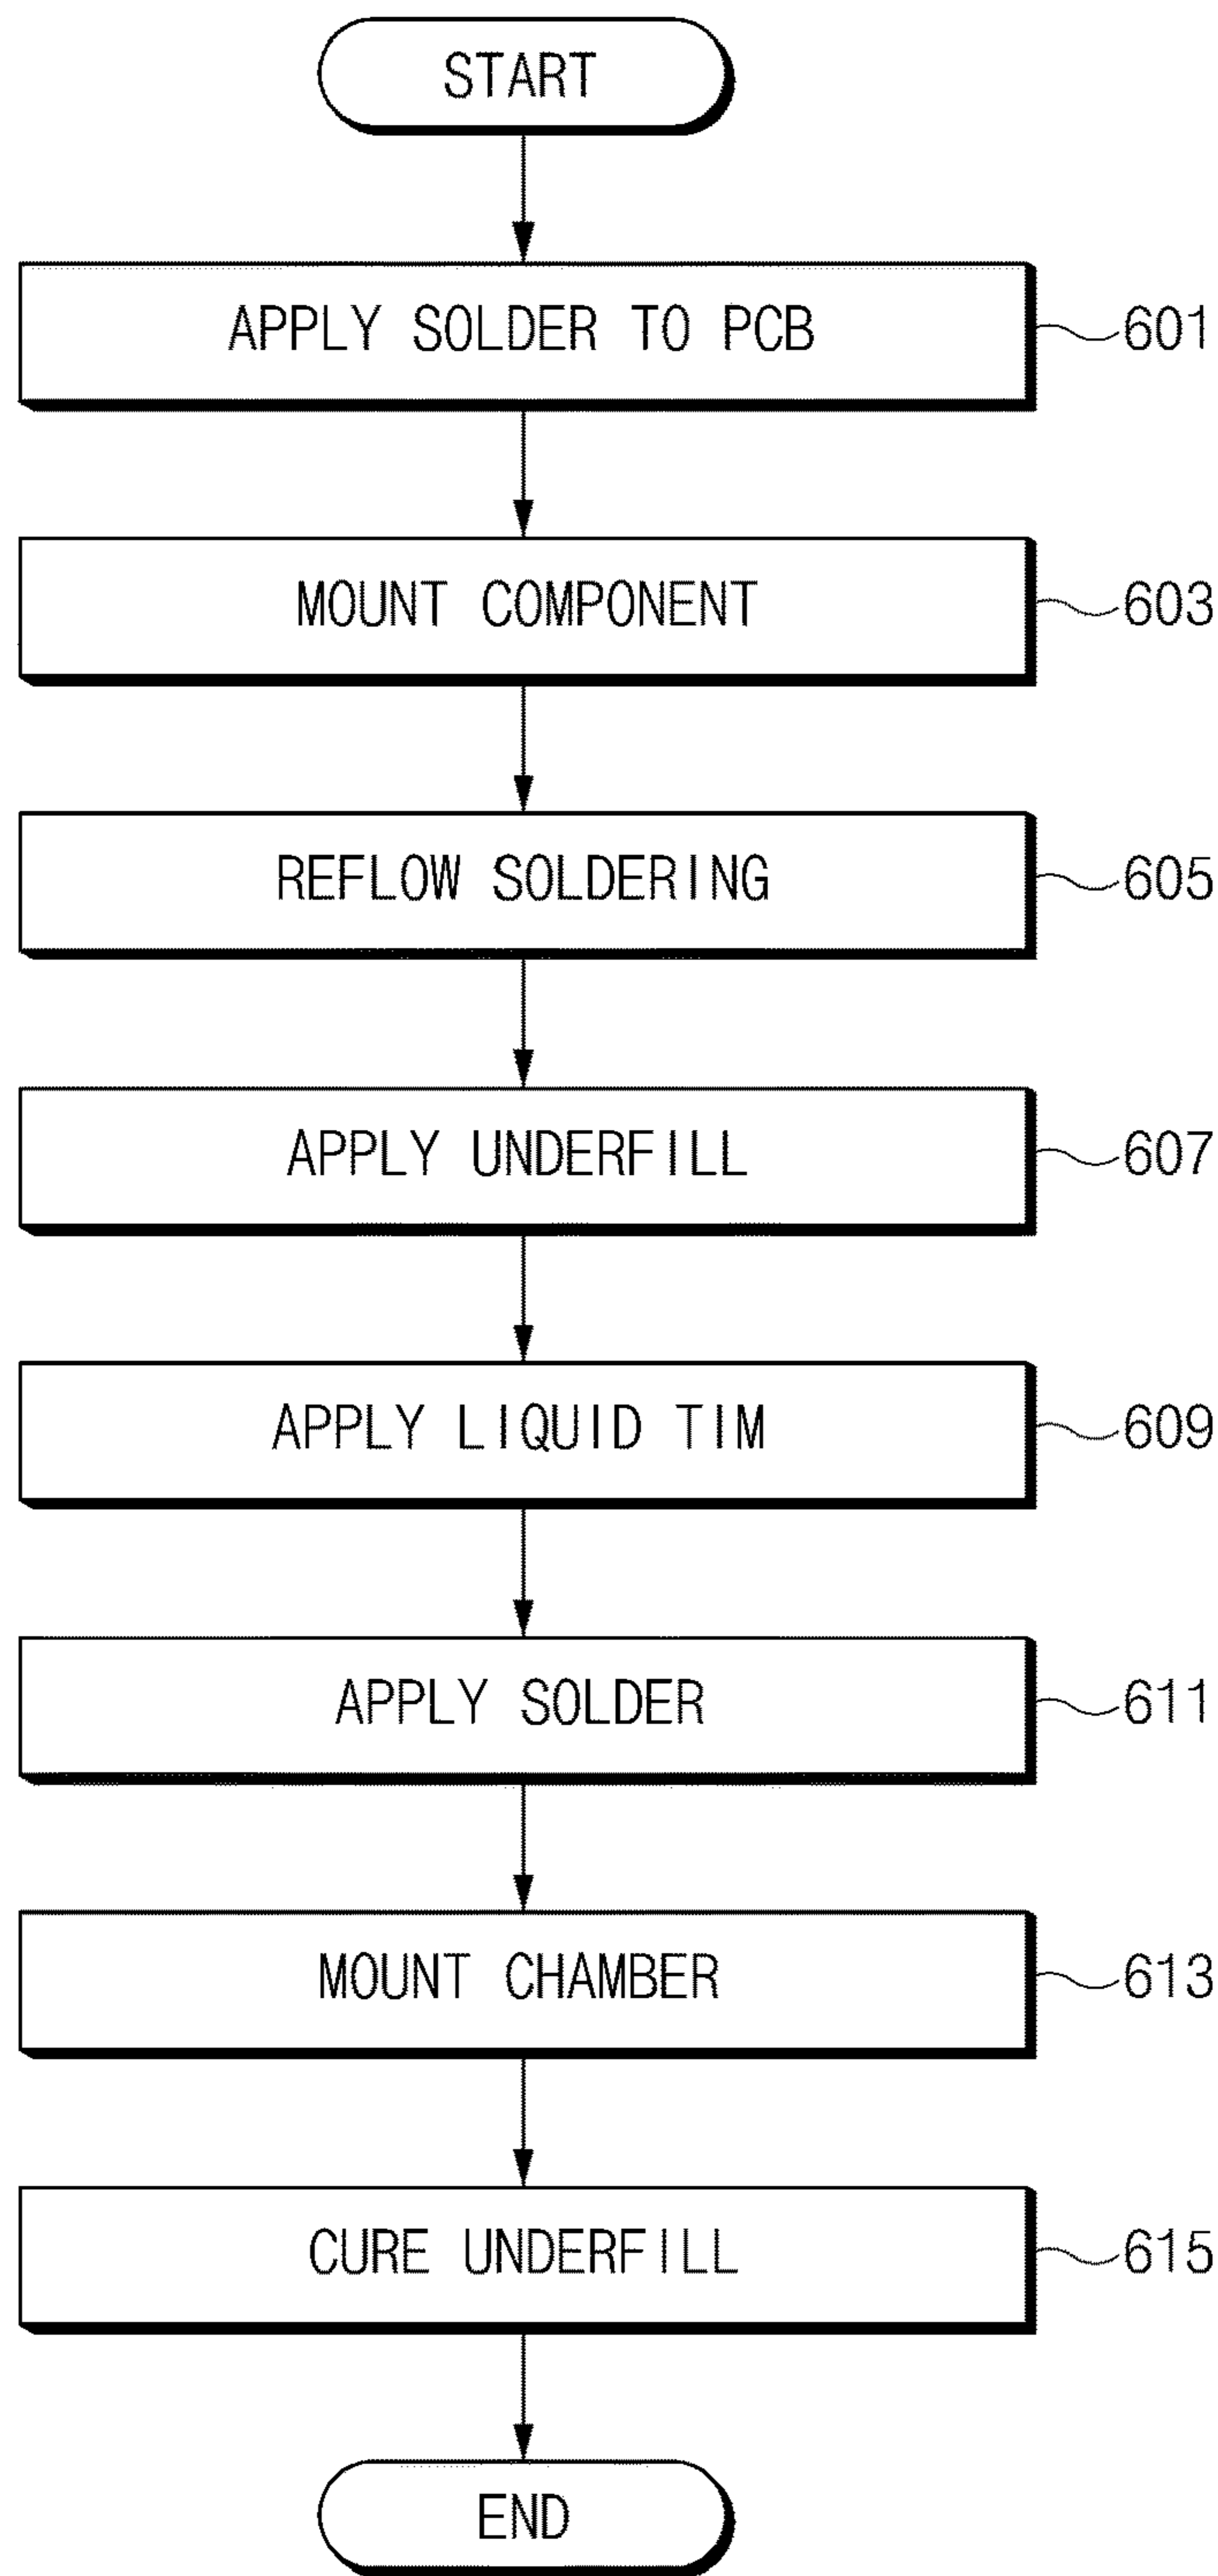 START
APPLY SOLDER TO PCB
601
MOUNT COMPONENT
603
REFLOW SOLDERING
605
APPLY UNDERFILL
607
APPLY LIQUID TIM
609
APPLY SOLDER
611
MOUNT CHAMBER
613
CURE UNDERFILL
615
END